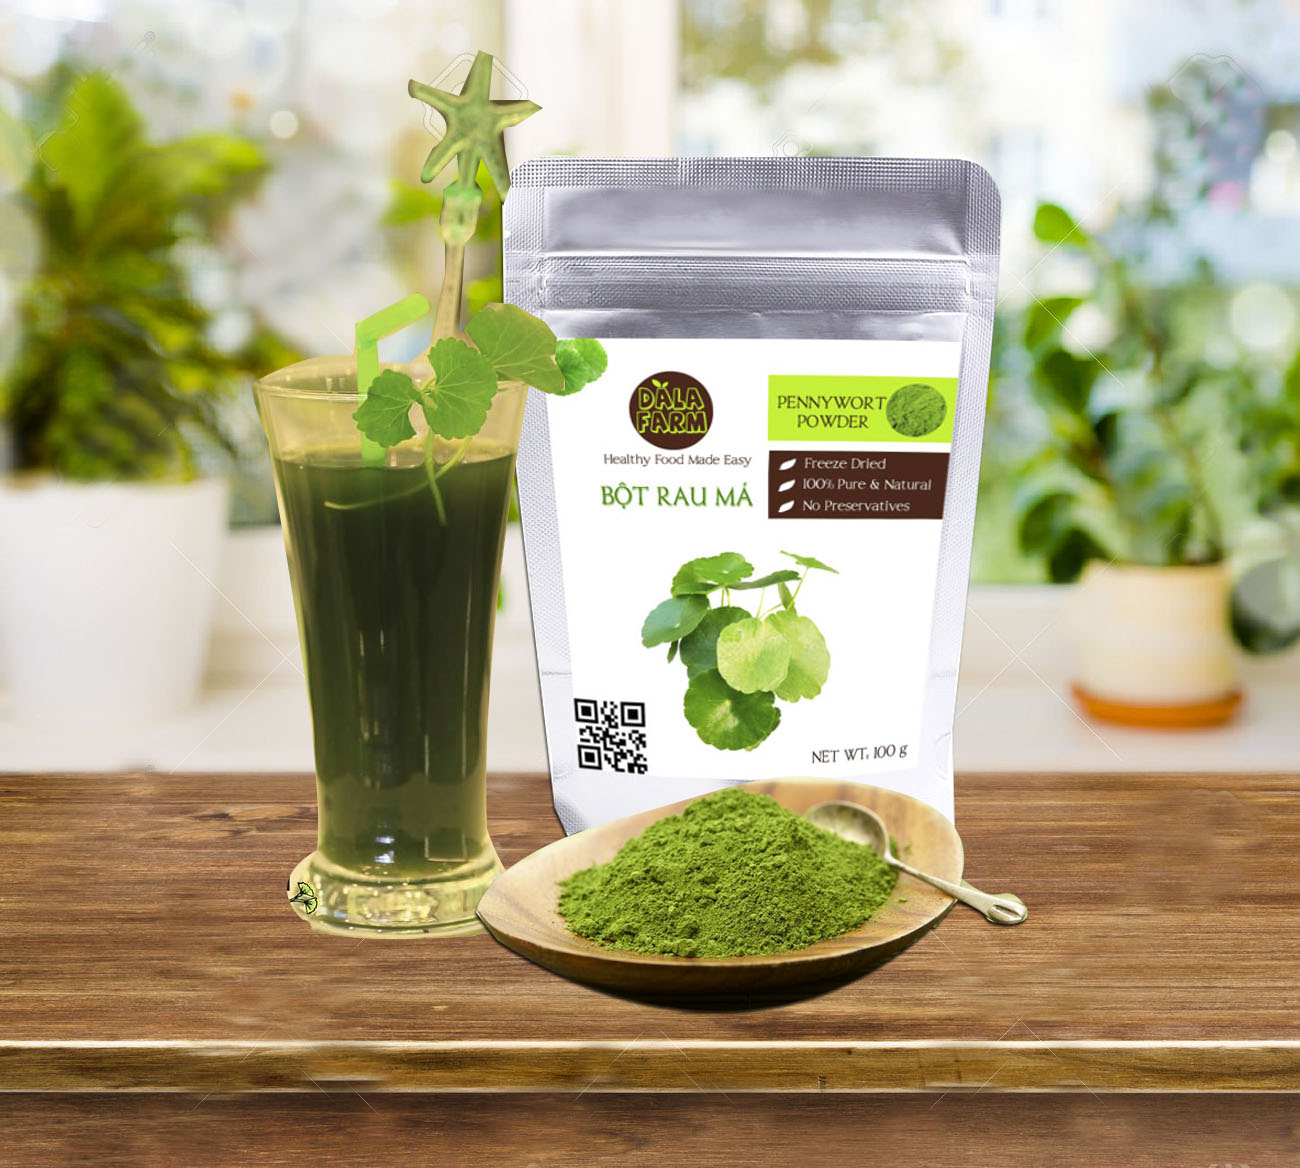 DALA
FARM
Healthy Food Made Easy
BỘT RAU MÁ
PENNYWORT
POWDER
Freeze Dried
100% Pure & Natural
No Preservatives
NET WT. 100 g